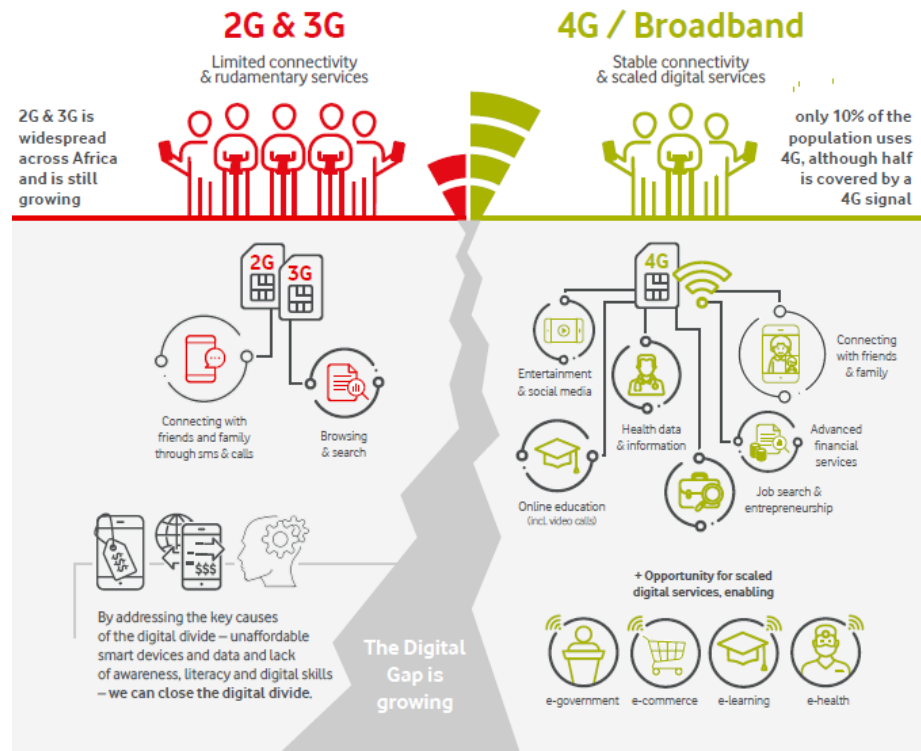 2G & 3G
Limited connectivity
& rudamentary services
2G & 3G is
widespread
across Africa
and is still
growing
4G / Broadband
Stable connectivity
& scaled digital services
only 10% of the
population uses
4G, although half
is covered by a
4G signal
2G
3G
Connecting with
friends and family
through sms & calls
Browsing
& search
4G
Entertainment
& social media
Health data
& information
Connecting
with friends
& family
Online education
(incl. video calls)
Advanced
financial
services
Job search &
entrepreneurship
$$$
$$$
By addressing the key causes
of the digital divide – unaffordable
smart devices and data and lack
of awareness, literacy and digital skills
– we can close the digital divide.
The Digital
Gap is
growing
+ Opportunity for scaled
digital services, enabling
e-government
e-commerce
e-learning
e-health